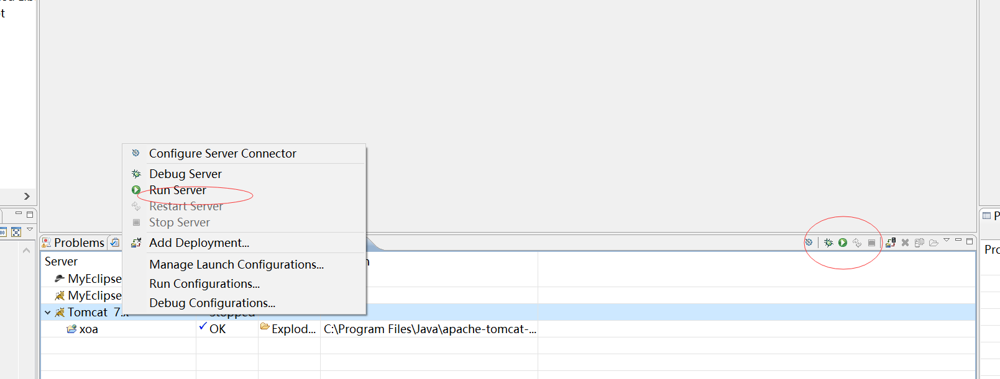 Configure Server Connector
Debug Server
Run Server
Restart Server
Stop Server
Add Deployment...
Manage Launch Configurations...
Run Configurations...
Debug Configurations...
Problems
Server
MyEclipse
MyEclipse
Tomcat 7.x Stopped
xoa OK Explod... C:\Program Files\Java\apache-tomcat-...